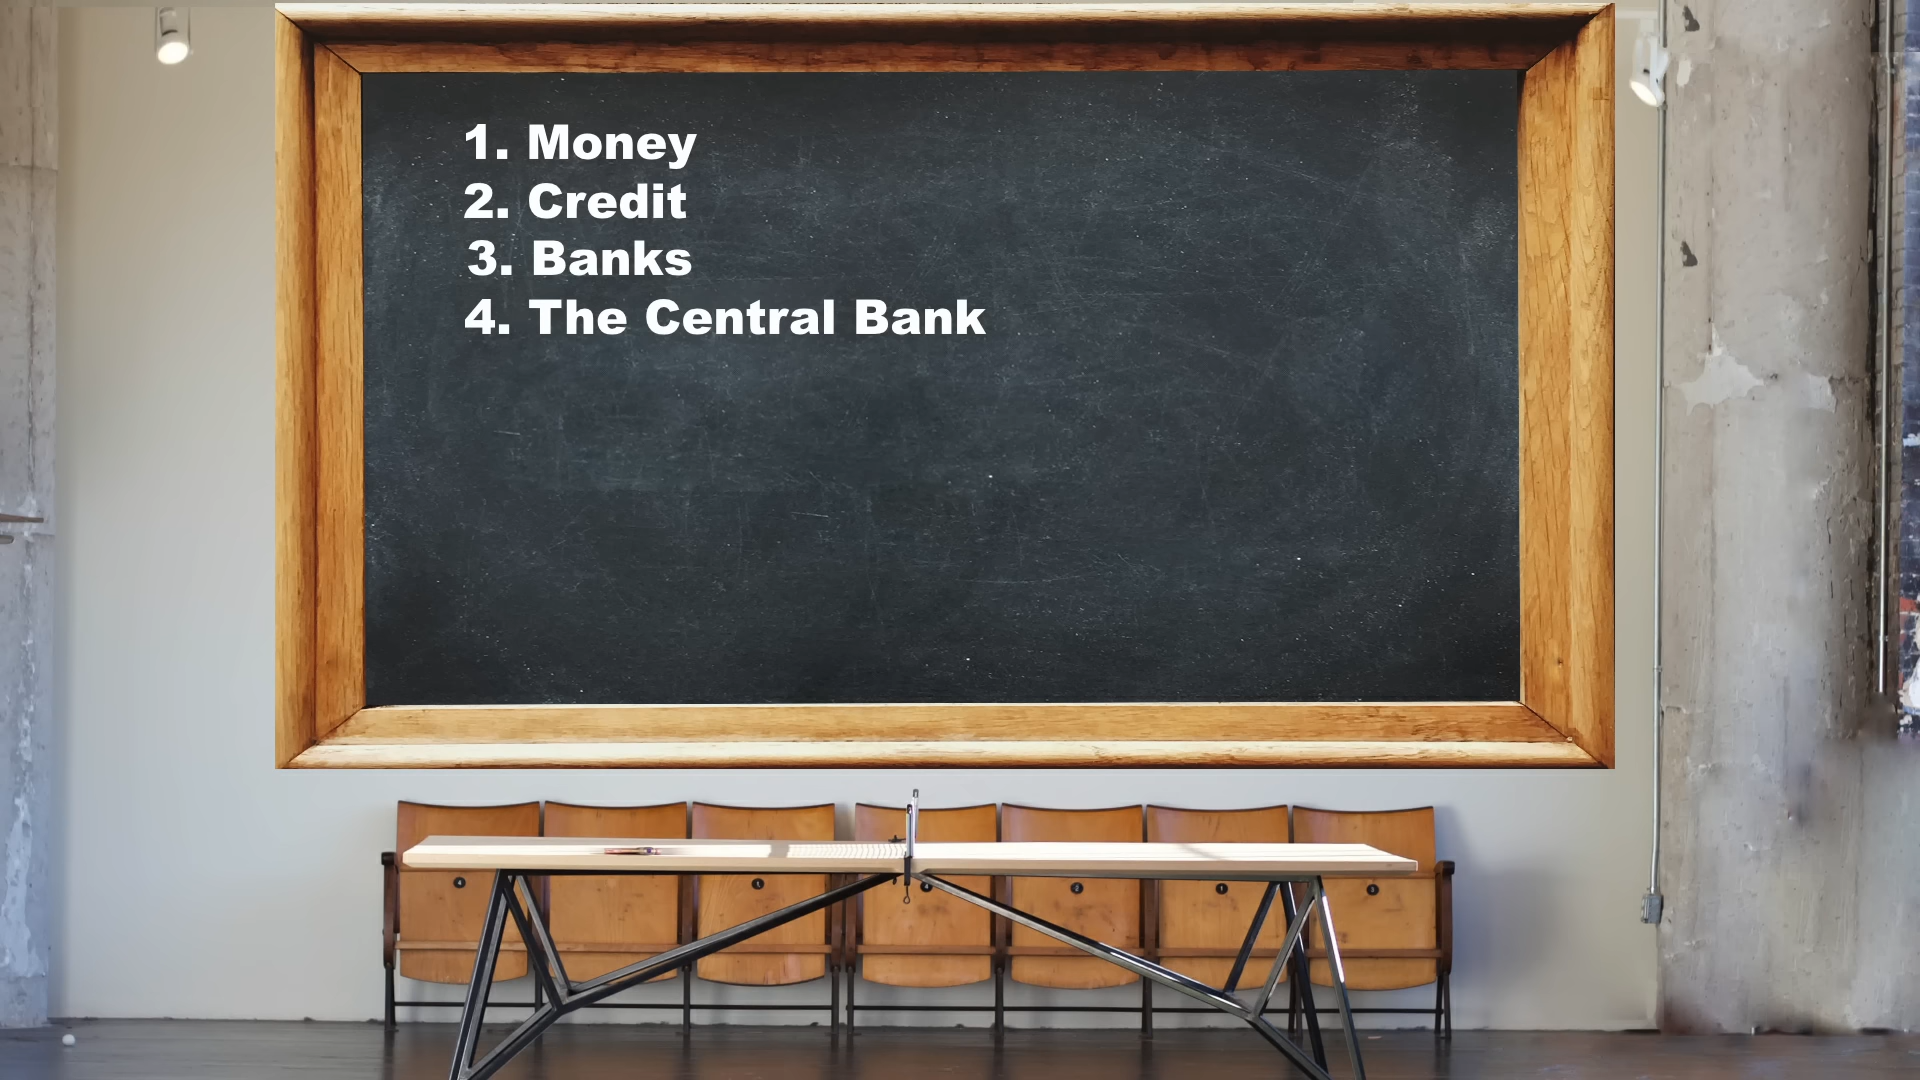 1. Money
2. Credit
3. Banks
4. The Central Bank